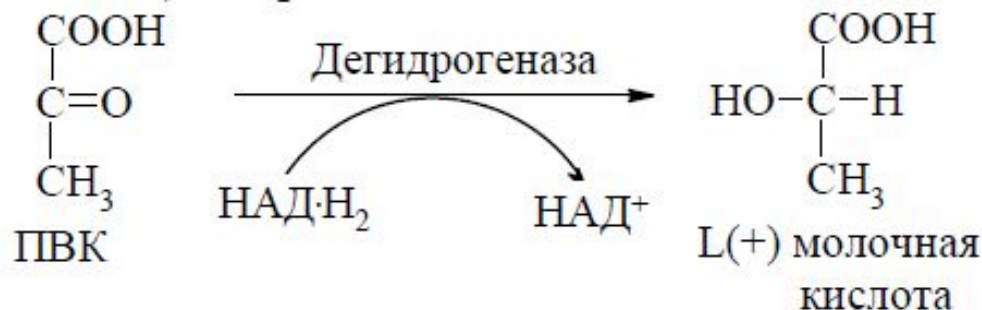 COOH
C=O
CH₃
ПВК
Дегидрогеназа
НАД·Н₂
НАД⁺
COOH
HO–C–H
CH₃
L(+) молочная
кислота